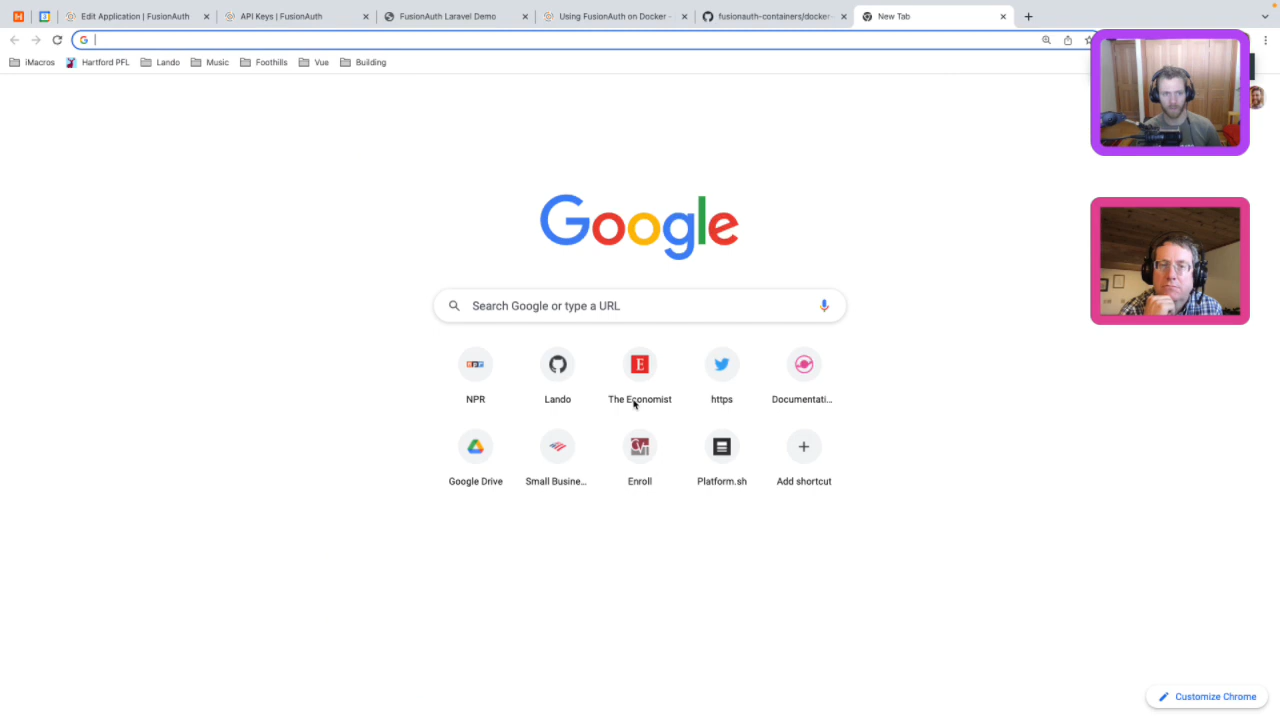 Edit Application | FusionAuth
API Keys | FusionAuth
FusionAuth Laravel Demo
Using FusionAuth on Docker -
fusionauth-containers/docker-
New Tab
iMacros
Hartford PFL
Lando
Music
Foothills
Vue
Building
Google
Search Google or type a URL
NPR
Lando
The Economist
https
Documentati...
Google Drive
Small Busine...
Enroll
Platform.sh
Add shortcut
Customize Chrome